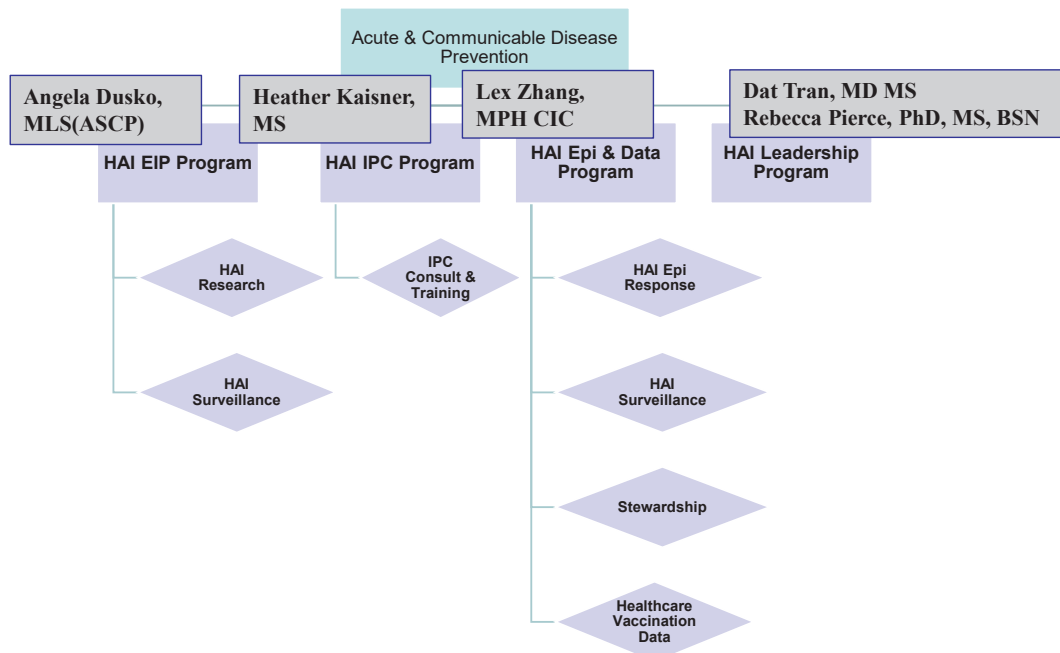 Acute & Communicable Disease
Prevention
Angela Dusko,
MLS(ASCP)
Heather Kaisner,
MS
Lex Zhang,
MPH CIC
Dat Tran, MD MS
Rebecca Pierce, PhD, MS, BSN
HAI EIP Program
HAI IPC Program
HAI Epi & Data
Program
HAI Leadership
Program
HAI
Research
IPC
Consult &
Training
HAI Epi
Response
HAI
Surveillance
HAI
Surveillance
Stewardship
Healthcare
Vaccination
Data